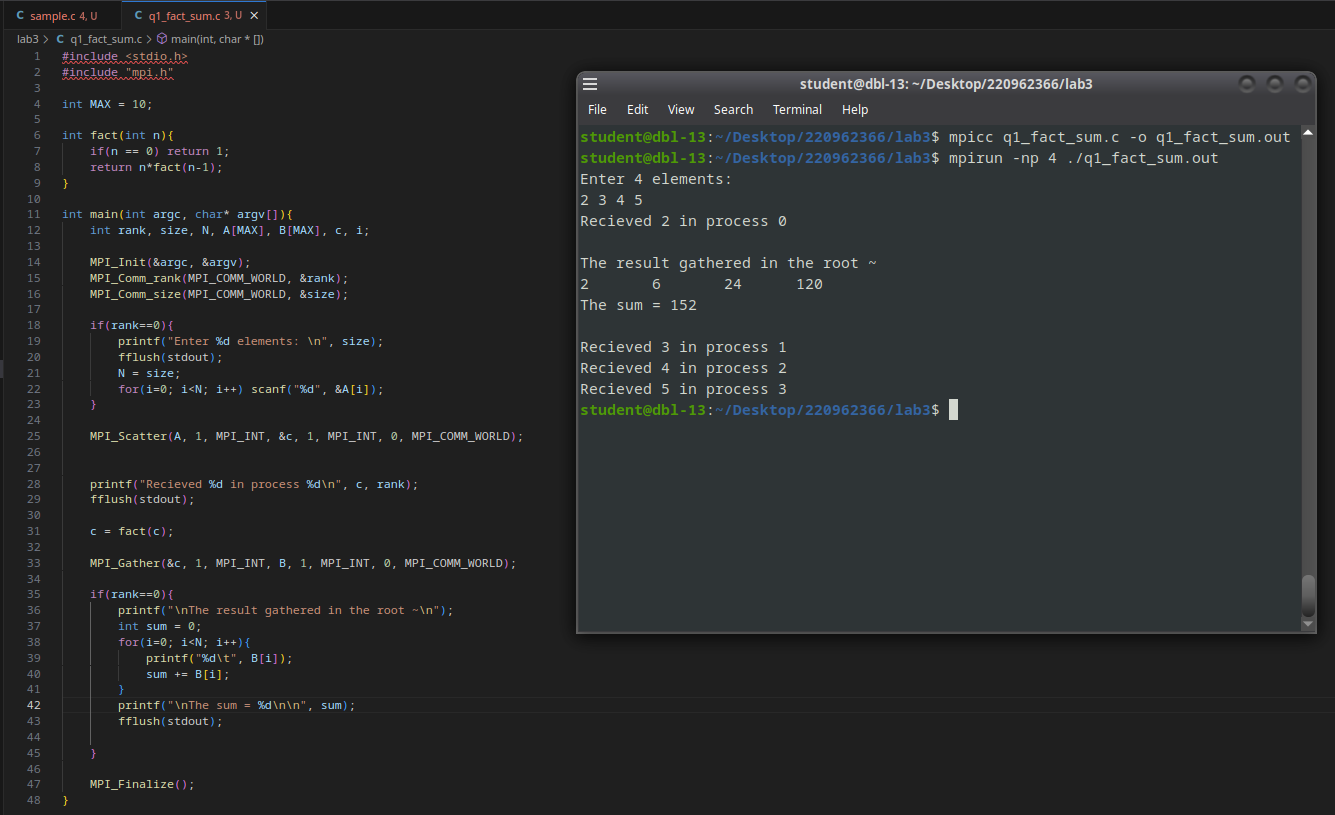 C sample.c 4, U C q1_fact_sum.c 3, U ×
lab3 > C q1_fact_sum.c > main(int, char * [])
1 #include <stdio.h>
2 #include "mpi.h"
3
4 int MAX = 10;
5
6 int fact(int n){
7 if(n == 0) return 1;
8 return n*fact(n-1);
9 }
10
11 int main(int argc, char* argv[]){
12 int rank, size, N, A[MAX], B[MAX], c, i;
13
14 MPI_Init(&argc, &argv);
15 MPI_Comm_rank(MPI_COMM_WORLD, &rank);
16 MPI_Comm_size(MPI_COMM_WORLD, &size);
17
18 if(rank==0){
19 printf("Enter %d elements: \n", size);
20 fflush(stdout);
21 N = size;
22 for(i=0; i<N; i++) scanf("%d", &A[i]);
23 }
24
25 MPI_Scatter(A, 1, MPI_INT, &c, 1, MPI_INT, 0, MPI_COMM_WORLD);
26
27
28 printf("Recieved %d in process %d\n", c, rank);
29 fflush(stdout);
30
31 c = fact(c);
32
33 MPI_Gather(&c, 1, MPI_INT, B, 1, MPI_INT, 0, MPI_COMM_WORLD);
34
35 if(rank==0){
36 printf("\nThe result gathered in the root ~\n");
37 int sum = 0;
38 for(i=0; i<N; i++){
39 printf("%d\t", B[i]);
40 sum += B[i];
41 }
42 printf("\nThe sum = %d\n\n", sum);
43 fflush(stdout);
44
45 }
46
47 MPI_Finalize();
48 }
student@dbl-13: ~/Desktop/220962366/lab3
File Edit View Search Terminal Help
student@dbl-13:~/Desktop/220962366/lab3$ mpicc q1_fact_sum.c -o q1_fact_sum.out
student@dbl-13:~/Desktop/220962366/lab3$ mpirun -np 4 ./q1_fact_sum.out
Enter 4 elements:
2 3 4 5
Recieved 2 in process 0
The result gathered in the root ~
2 6 24 120
The sum = 152
Recieved 3 in process 1
Recieved 4 in process 2
Recieved 5 in process 3
student@dbl-13:~/Desktop/220962366/lab3$